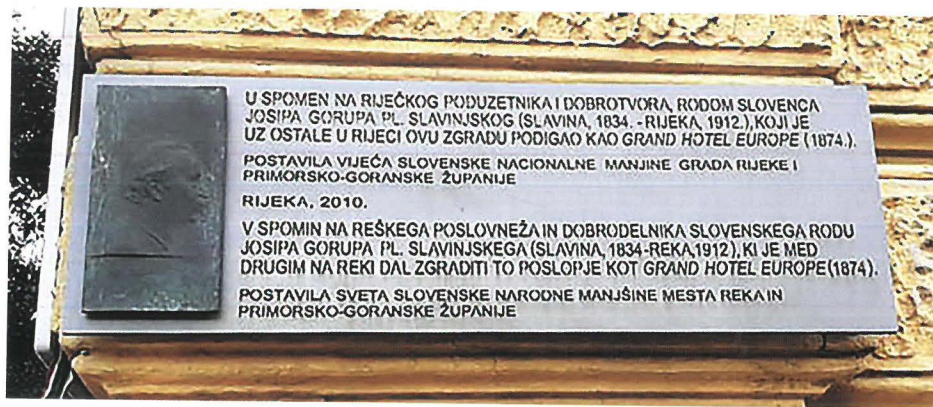 U SPOMEN NA RIJEČKOG PODUZETNIKA I DOBROTVORA, RODOM SLOVENCA
JOSIPA GORUPA PL. SLAVINJSKOG (SLAVINA, 1834. - RIJEKA, 1912.), KOJI JE
UZ OSTALE U RIJECI OVU ZGRADU PODIGAO KAO GRAND HOTEL EUROPE (1874.).
POSTAVILA VIJEĆA SLOVENSKE NACIONALNE MANJINE GRADA RIJEKE I
PRIMORSKO-GORANSKE ŽUPANIJE
RIJEKA, 2010.
V SPOMIN NA REŠKEGA POSLOVNEŽA IN DOBRODELNIKA SLOVENSKEGA RODU
JOSIPA GORUPA PL. SLAVINJSKEGA (SLAVINA, 1834-REKA,1912), KI JE MED
DRUGIM NA REKI DAL ZGRADITI TO POSLOPJE KOT GRAND HOTEL EUROPE (1874).
POSTAVILA SVETA SLOVENSKE NARODNE MANJŠINE MESTA REKA IN
PRIMORSKO-GORANSKE ŽUPANIJE